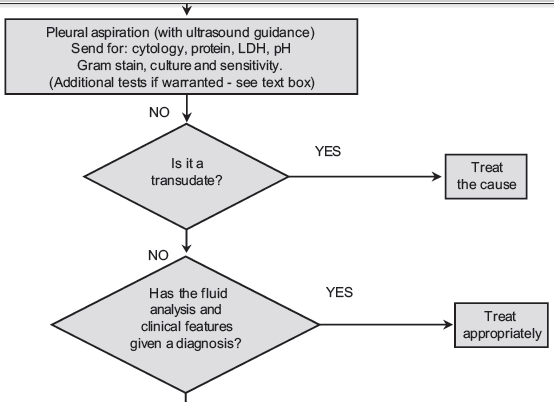 Pleural aspiration (with ultrasound guidance)
Send for: cytology, protein, LDH, pH
Gram stain, culture and sensitivity.
(Additional tests if warranted - see text box)
NO
Is it a
transudate?
YES
Treat
the cause
NO
Has the fluid
analysis and
clinical features
given a diagnosis?
YES
Treat
appropriately